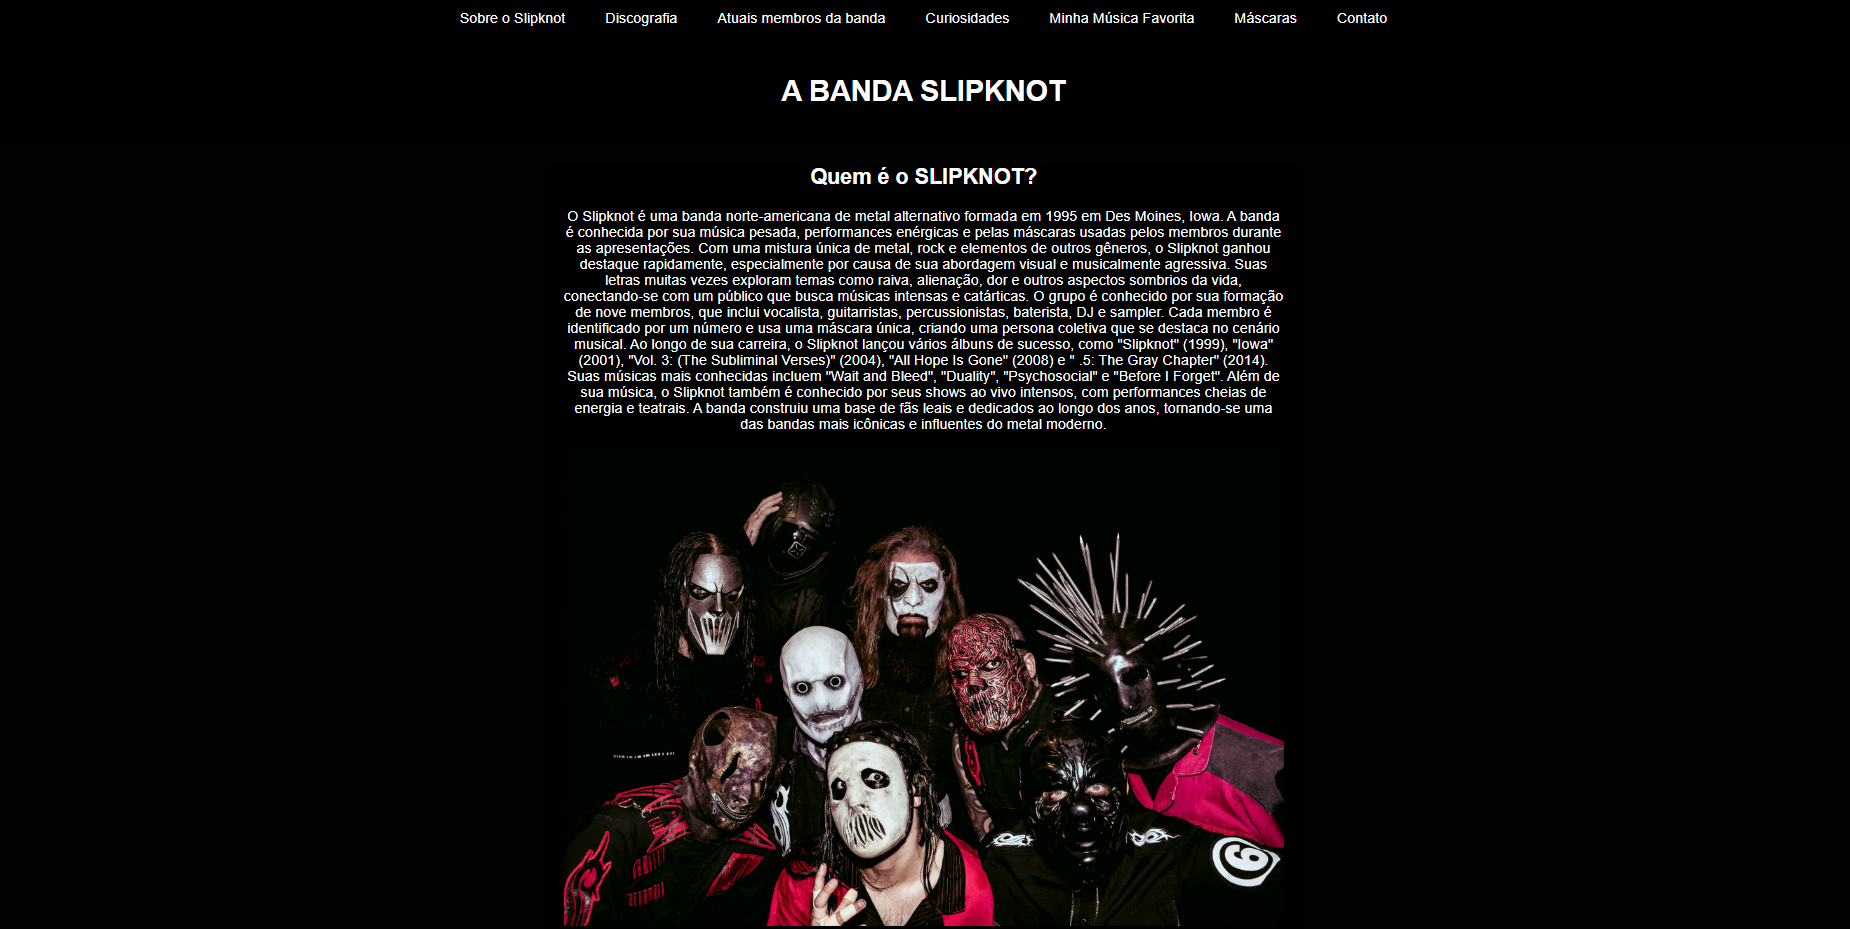 Sobre o Slipknot Discografia Atuais membros da banda Curiosidades Minha Música Favorita Máscaras Contato
A BANDA SLIPKNOT
Quem é o SLIPKNOT?
O Slipknot é uma banda norte-americana de metal alternativo formada em 1995 em Des Moines, Iowa. A banda
é conhecida por sua música pesada, performances enérgicas e pelas máscaras usadas pelos membros durante
as apresentações. Com uma mistura única de metal, rock e elementos de outros gêneros, o Slipknot ganhou
destaque rapidamente, especialmente por causa de sua abordagem visual e musicalmente agressiva. Suas
letras muitas vezes exploram temas como raiva, alienação, dor e outros aspectos sombrios da vida,
conectando-se com um público que busca músicas intensas e catárticas. O grupo é conhecido por sua formação
de nove membros, que inclui vocalista, guitarristas, percussionistas, baterista, DJ e sampler. Cada membro é
identificado por um número e usa uma máscara única, criando uma persona coletiva que se destaca no cenário
musical. Ao longo de sua carreira, o Slipknot lançou vários álbuns de sucesso, como "Slipknot" (1999), "Iowa"
(2001), "Vol. 3: (The Subliminal Verses)" (2004), "All Hope Is Gone" (2008) e " .5: The Gray Chapter" (2014).
Suas músicas mais conhecidas incluem "Wait and Bleed", "Duality", "Psychosocial" e "Before I Forget". Além de
sua música, o Slipknot também é conhecido por seus shows ao vivo intensos, com performances cheias de
energia e teatrais. A banda construiu uma base de fãs leais e dedicados ao longo dos anos, tornando-se uma
das bandas mais icônicas e influentes do metal moderno.
6